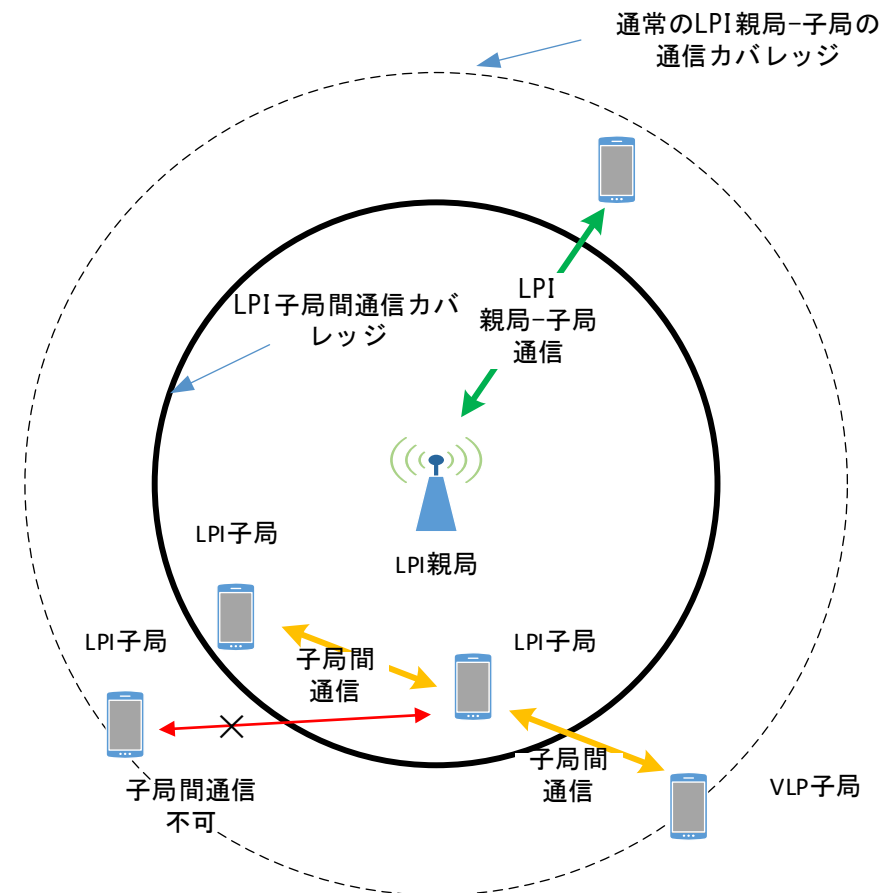 通常のLPI親局-子局の
通信カバレッジ
LPI子局間通信カバ
レッジ
LPI
親局-子局
通信
LPI親局
LPI子局
LPI子局
LPI子局
子局間
通信
子局間
通信
子局間通信
不可
VLP子局